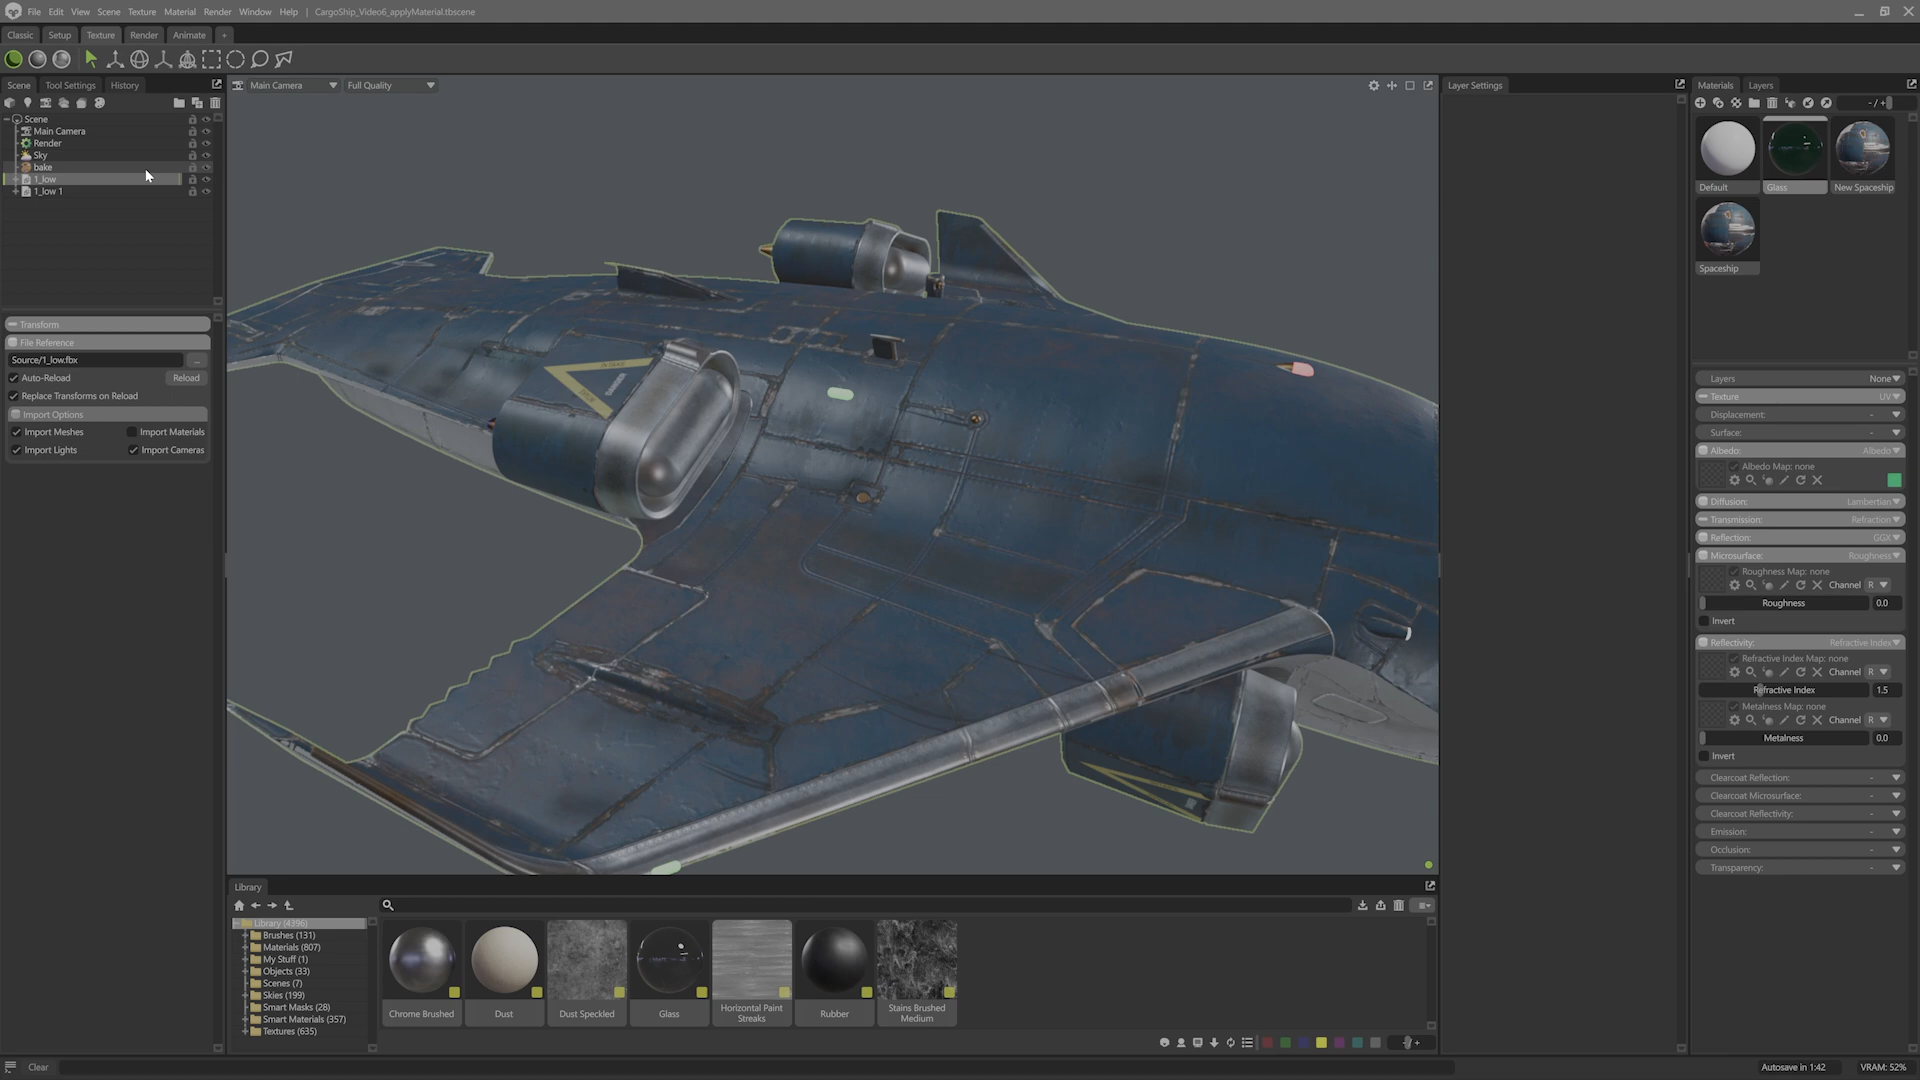 File Edit View Scene Texture Material Render Window Help | CargoShip_Video6_applyMaterial.tbscene
Classic Setup Texture Render Animate +
Scene Tool Settings History
Main Camera Full Quality
Layer Settings
Materials Layers
- / +
Scene
Main Camera
Render
Sky
bake
1_low
1_low 1
Default Glass New Spaceship
Spaceship
Transform
File Reference
Source/1_low.fbx ...
Auto-Reload Reload
Replace Transforms on Reload
Import Options
Import Meshes Import Materials
Import Lights Import Cameras
INTAKE
DANGER
Layers None
Texture UV
Displacement: -
Surface: -
Albedo: Albedo
Albedo Map: none
Diffusion: Lambertian
Transmission: Refraction
Reflection: GGX
Microsurface: Roughness
Roughness Map: none
Channel R
Roughness 0.0
Invert
Reflectivity: Refractive Index
Refractive Index Map: none
Channel R
Refractive Index 1.5
Metalness Map: none
Channel R
Metalness 0.0
Invert
Clearcoat Reflection: -
Clearcoat Microsurface: -
Clearcoat Reflectivity: -
Emission: -
Occlusion: -
Transparency: -
Library
Library (4396)
Brushes (131)
Materials (807)
My Stuff (1)
Objects (33)
Scenes (7)
Skies (199)
Smart Masks (28)
Smart Materials (357)
Textures (635)
Chrome Brushed
Dust
Dust Speckled
Glass
Horizontal Paint Streaks
Rubber
Stains Brushed Medium
Clear
Autosave in 1:42 VRAM: 52%